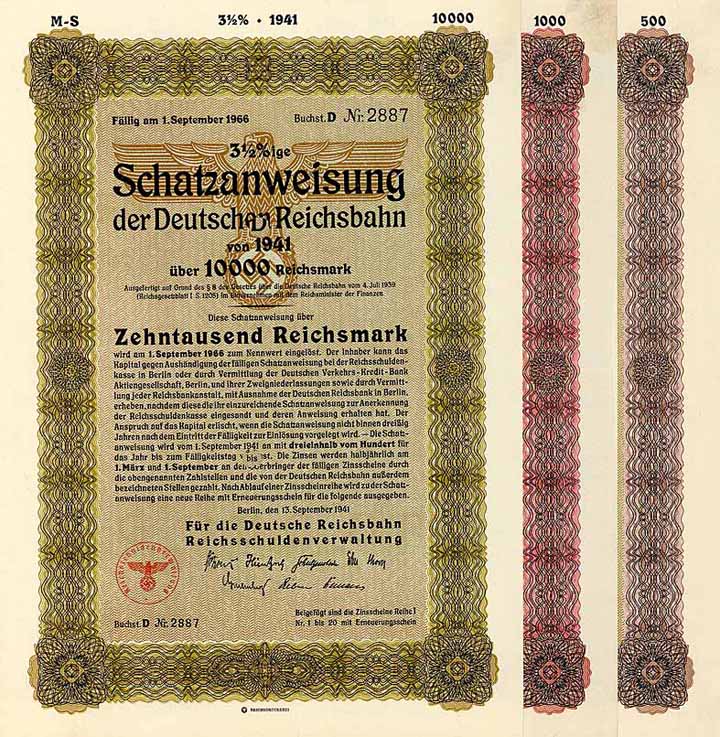 M-S 3½% • 1941 10000 1000 500
Fällig am 1. September 1966 Buchst. D Nr. 2887
3½%ige
Schatzanweisung
der Deutschen Reichsbahn
von 1941
über 10000 Reichsmark
Ausgefertigt auf Grund des § 8 des Gesetzes über die Deutsche Reichsbahn vom 4. Juli 1939
(Reichsgesetzblatt I S. 1205) im Einvernehmen mit dem Reichsminister der Finanzen.
Diese Schatzanweisung über
Zehntausend Reichsmark
wird am 1. September 1966 zum Nennwert eingelöst. Der Inhaber kann das
Kapital gegen Aushändigung der fälligen Schatzanweisung bei der Reichsschulden-
kasse in Berlin oder durch Vermittlung der Deutschen Verkehrs-Kredit-Bank
Aktiengesellschaft, Berlin, und ihrer Zweigniederlassungen sowie durch Vermitt-
lung jeder Reichsbankanstalt, mit Ausnahme der Deutschen Reichsbank in Berlin,
erheben, nachdem diese die ihr einzureichende Schatzanweisung zur Anerkennung
der Reichsschuldenkasse eingesandt und deren Anweisung erhalten hat. Der
Anspruch auf das Kapital erlischt, wenn die Schatzanweisung nicht binnen dreißig
Jahren nach dem Eintritt der Fälligkeit zur Einlösung vorgelegt wird. — Die Schatz-
anweisung wird vom 1. September 1941 an mit dreieinhalb vom Hundert für
das Jahr bis zum Fälligkeitstag
bis
1. März und 1. September an den Überbringer der fälligen Zinsscheine durch
die obengenannten Zahlstellen und die von der Deutschen Reichsbahn außerdem
bezeichneten Stellen gezahlt. Nach Ablauf einer Zinsscheinreihe wird zu der Schatz-
anweisung eine neue Reihe mit Erneuerungsschein für die folgende ausgegeben.
Berlin, den 13. September 1941
Für die Deutsche Reichsbahn
Reichsschuldenverwaltung
Reichsschuldenverwaltung
Beigefügt sind die Zinsscheine Reihe I
Nr. 1 bis 20 mit Erneuerungsschein
Buchst. D Nr. 2887
REICHSDRUCKEREI